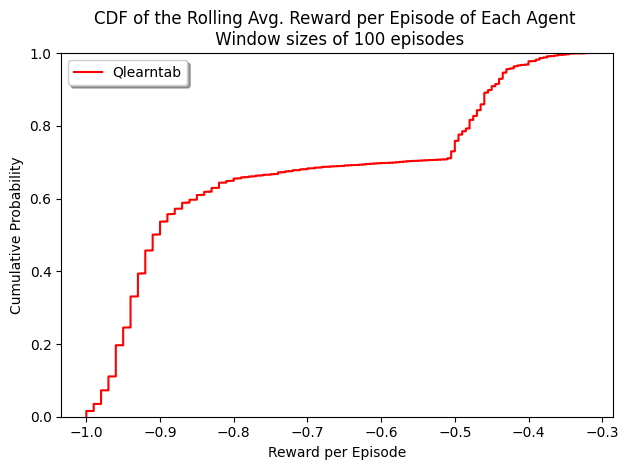 CDF of the Rolling Avg. Reward per Episode of Each Agent
Window sizes of 100 episodes
Qlearntab
Cumulative Probability
1.0
0.8
0.6
0.4
0.2
0.0
−1.0 −0.9 −0.8 −0.7 −0.6 −0.5 −0.4 −0.3
Reward per Episode